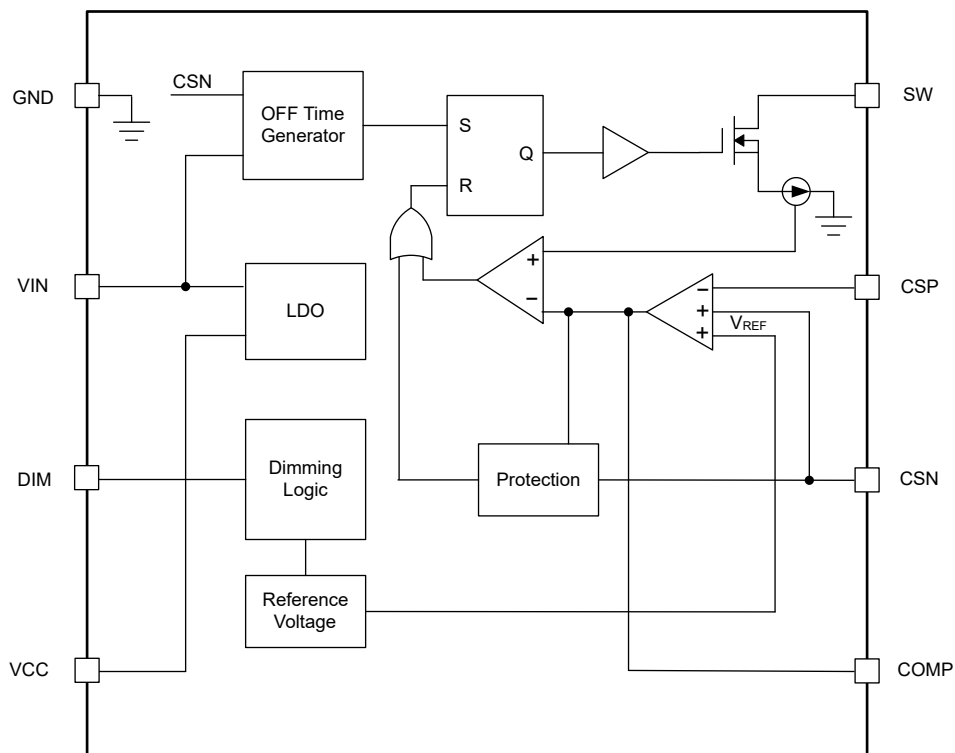 GND
CSN
OFF Time
Generator
S
Q
R
SW
VIN
LDO
+
−
−
+
+
VREF
CSP
DIM
Dimming
Logic
Protection
CSN
Reference
Voltage
VCC
COMP